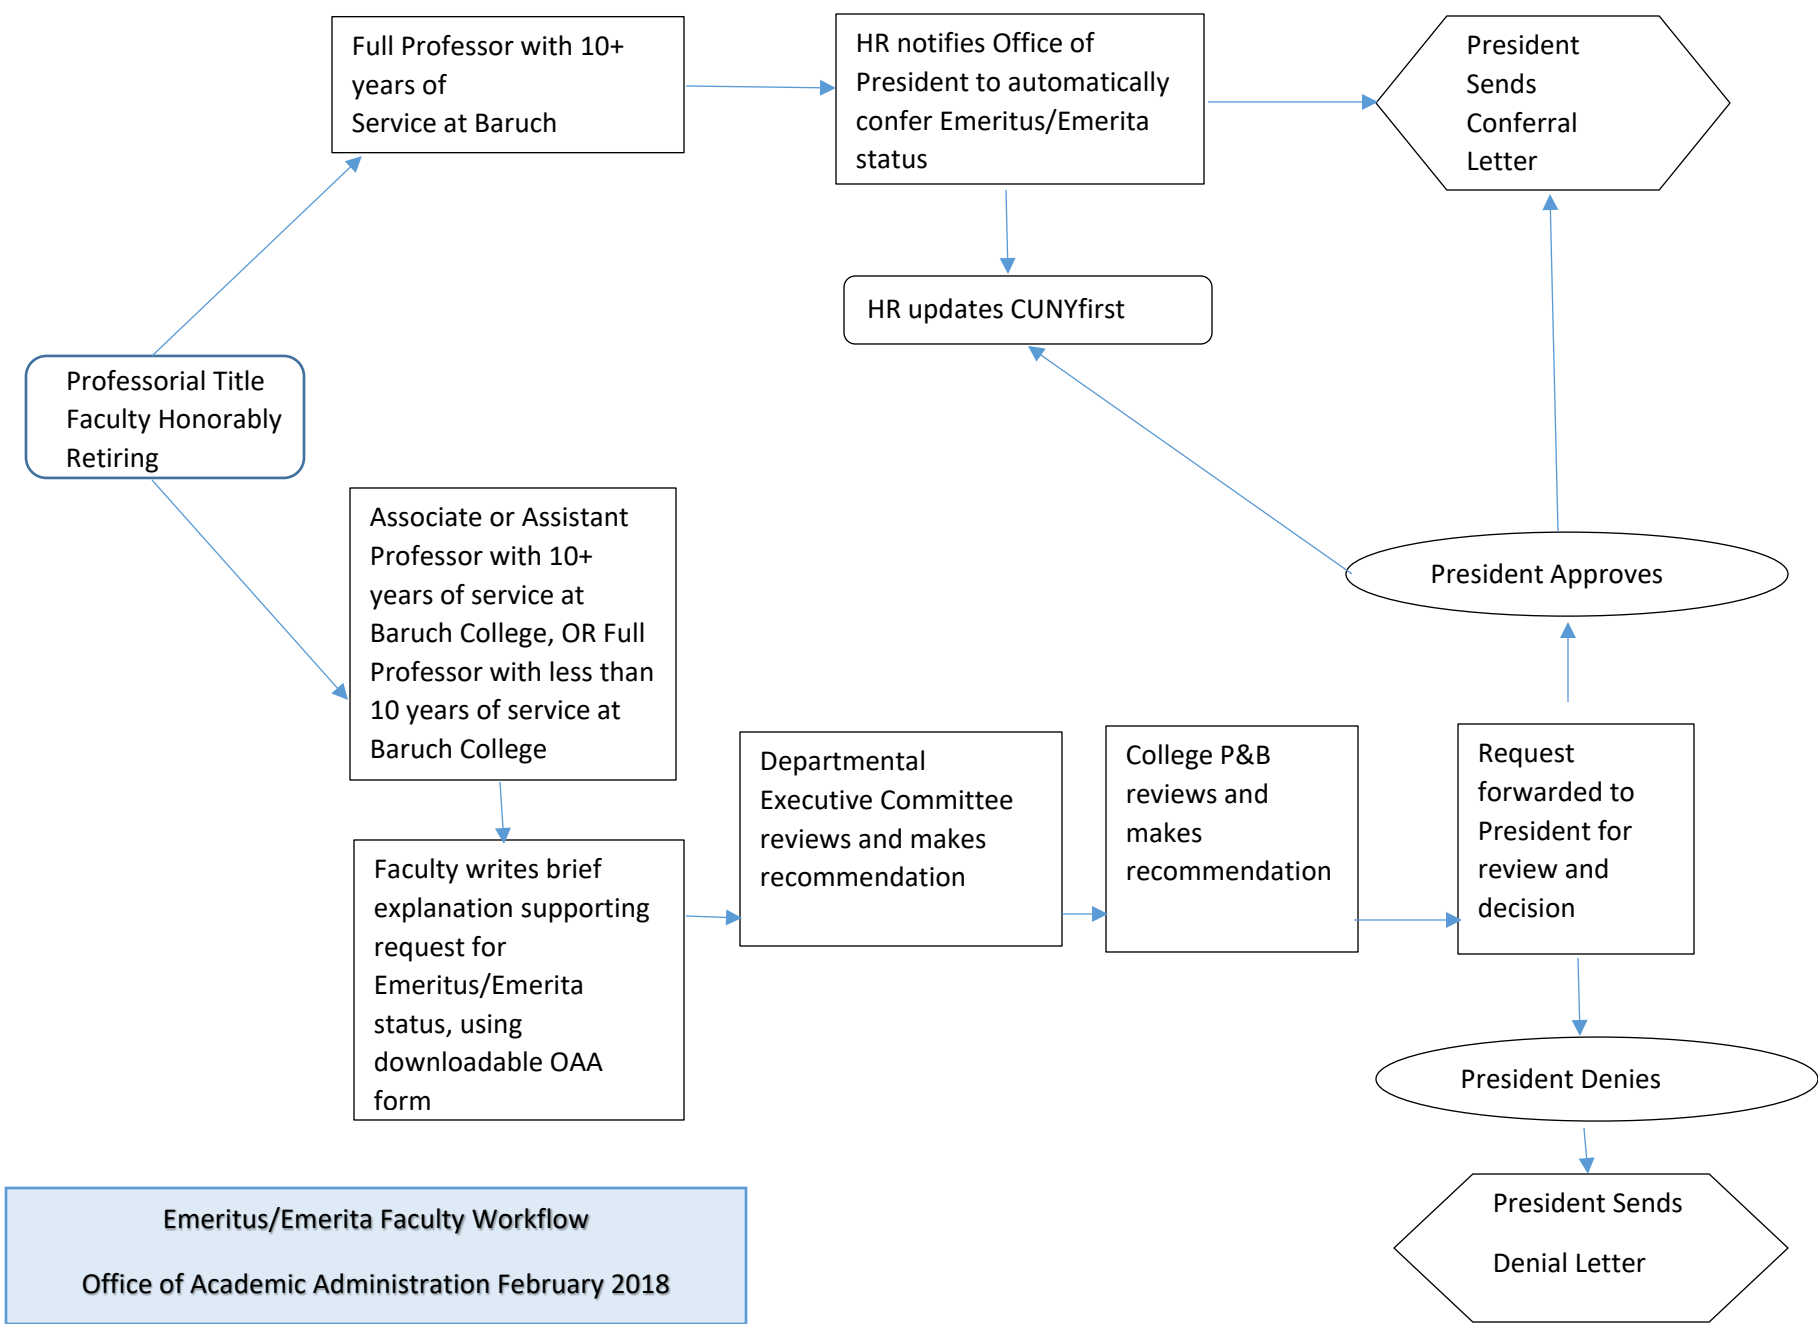 Full Professor with 10+
years of
Service at Baruch
HR notifies Office of
President to automatically
confer Emeritus/Emerita
status
President
Sends
Conferral
Letter
HR updates CUNYfirst
Professorial Title
Faculty Honorably
Retiring
Associate or Assistant
Professor with 10+
years of service at
Baruch College, OR Full
Professor with less than
10 years of service at
Baruch College
President Approves
Faculty writes brief
explanation supporting
request for
Emeritus/Emerita
status, using
downloadable OAA
form
Departmental
Executive Committee
reviews and makes
recommendation
College P&B
reviews and
makes
recommendation
Request
forwarded to
President for
review and
decision
President Denies
President Sends
Denial Letter
Emeritus/Emerita Faculty Workflow
Office of Academic Administration February 2018